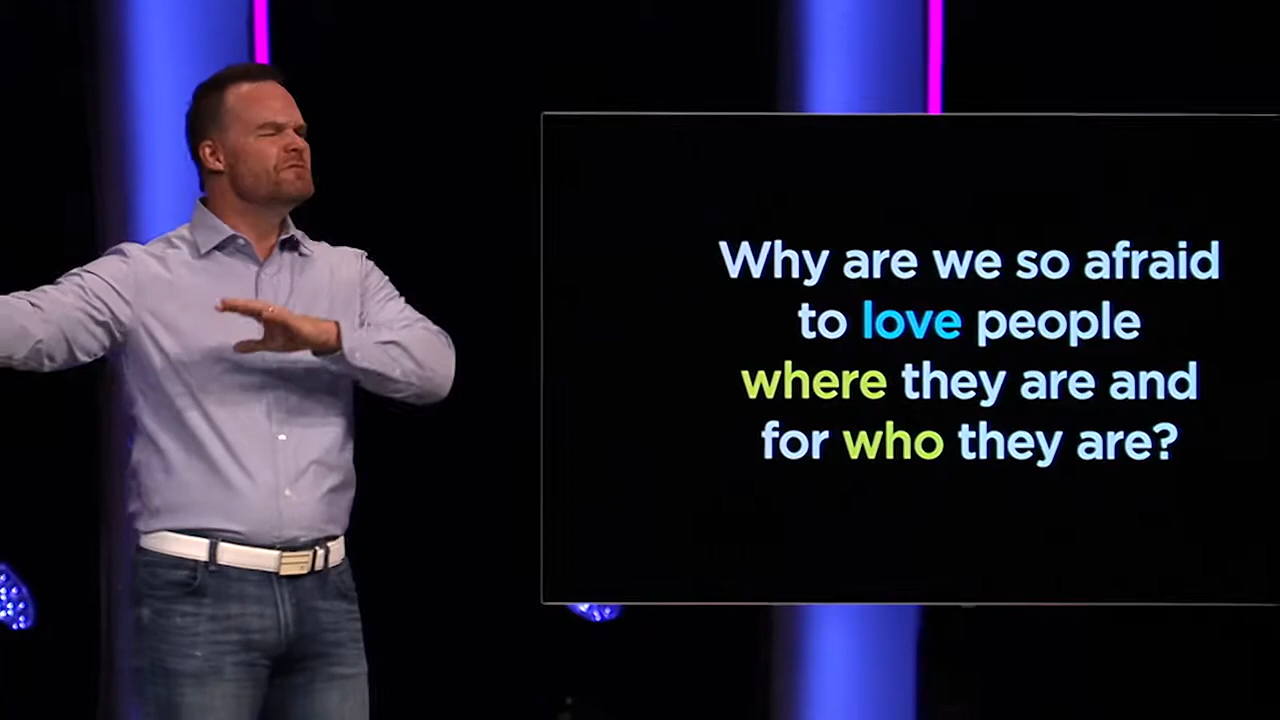 Why are we so afraid
to love people
where they are and
for who they are?